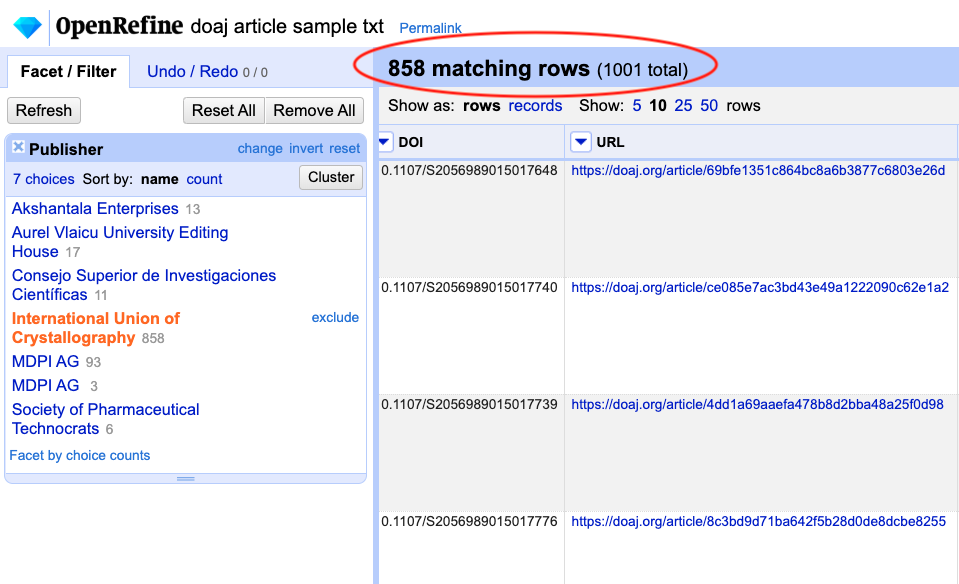 OpenRefine doaj article sample txt Permalink
Facet / Filter Undo / Redo 0 / 0
Refresh Reset All Remove All
Publisher change invert reset
7 choices Sort by: name count Cluster
Akshantala Enterprises 13
Aurel Vlaicu University Editing
House 17
Consejo Superior de Investigaciones
Científicas 11
International Union of exclude
Crystallography 858
MDPI AG 93
MDPI AG 3
Society of Pharmaceutical
Technocrats 6
Facet by choice counts
858 matching rows (1001 total)
Show as: rows records Show: 5 10 25 50 rows
DOI URL
0.1107/S2056989015017648 https://doaj.org/article/69bfe1351c864bc8a6b3877c6803e26d
0.1107/S2056989015017740 https://doaj.org/article/ce085e7ac3bd43e49a1222090c62e1a2
0.1107/S2056989015017739 https://doaj.org/article/4dd1a69aaefa478b8d2bba48a25f0d98
0.1107/S2056989015017776 https://doaj.org/article/8c3bd9d71ba642f5b28d0de8dcbe8255